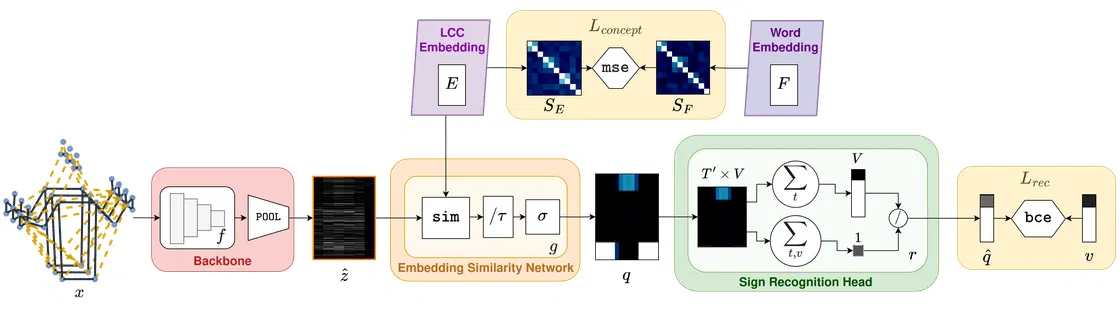 LCC
Embedding
E
S_E
L_concept
mse
S_F
Word
Embedding
F
x
f
POOL
Backbone
ẑ
sim
/τ
σ
g
Embedding Similarity Network
q
T′ × V
∑
t
∑
t,v
V
1
/
r
Sign Recognition Head
L_rec
q̂
bce
v